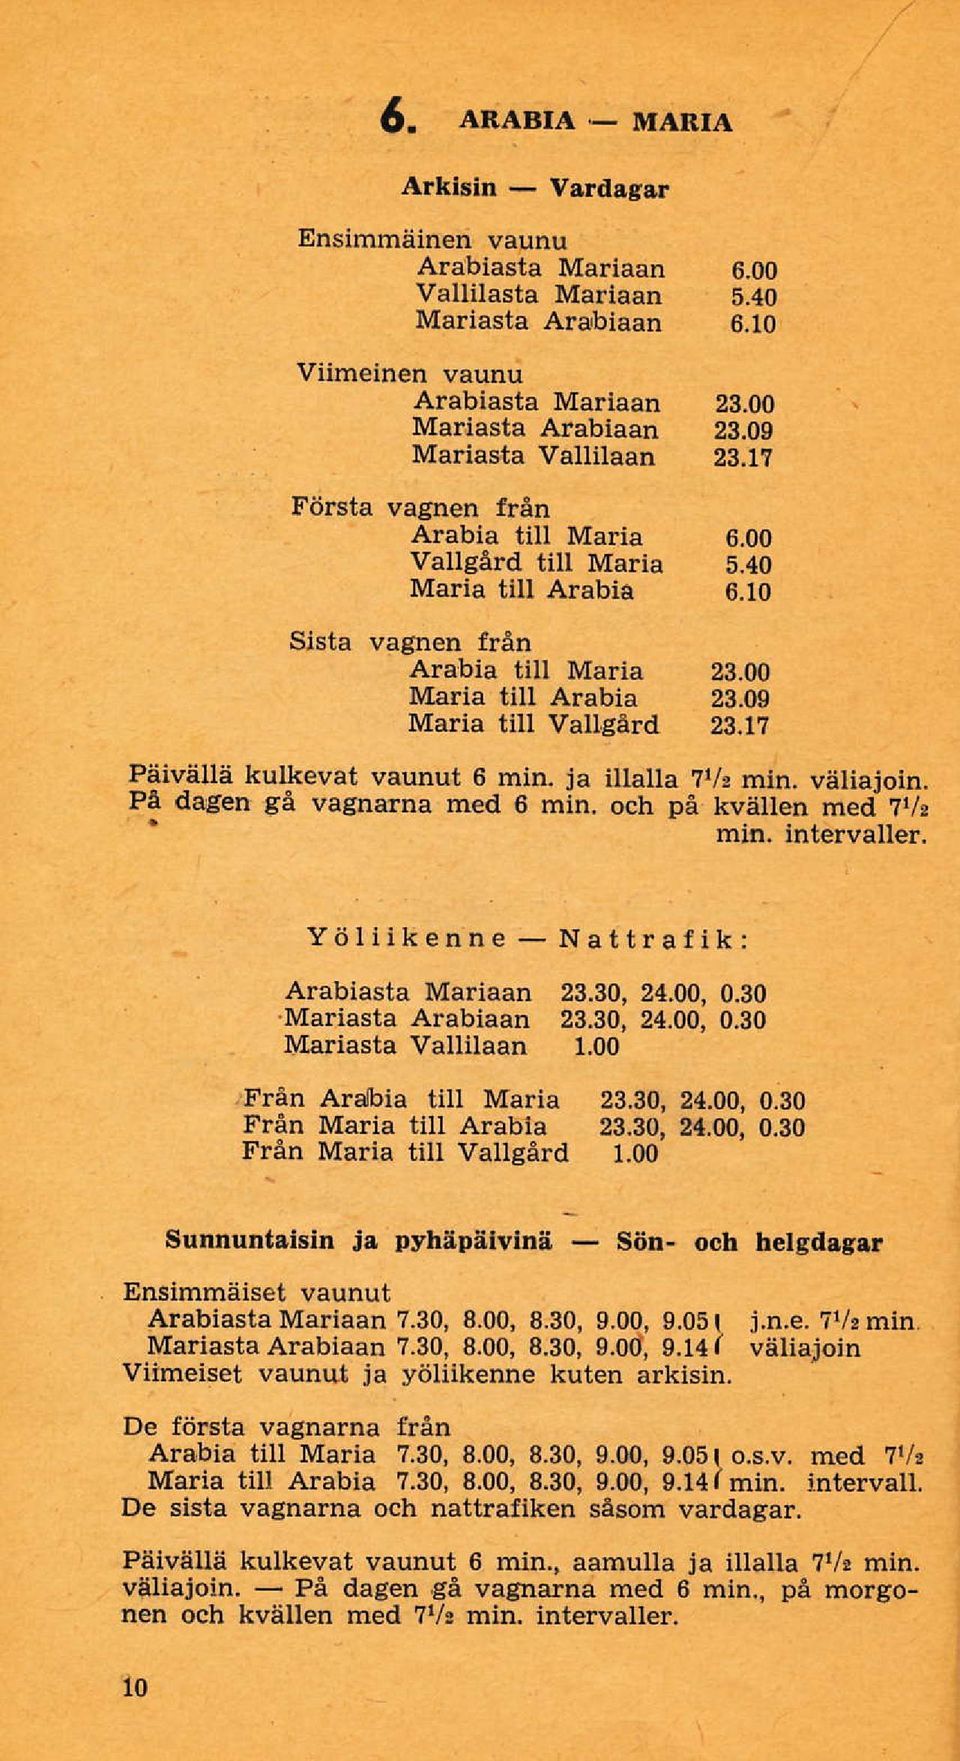 6. ARABIA — MARIA
Arkisin — Vardagar
Ensimmäinen vaunu
Arabiasta Mariaan 6.00
Vallilasta Mariaan 5.40
Mariasta Arabiaan 6.10
Viimeinen vaunu
Arabiasta Mariaan 23.00
Mariasta Arabiaan 23.09
Mariasta Vallilaan 23.17
Första vagnen från
Arabia till Maria 6.00
Vallgård till Maria 5.40
Maria till Arabia 6.10
Sista vagnen från
Arabia till Maria 23.00
Maria till Arabia 23.09
Maria till Vallgård 23.17
Päivällä kulkevat vaunut 6 min. ja illalla 7¹/₂ min. väliajoin.
På dagen gå vagnarna med 6 min. och på kvällen med 7¹/₂
min. intervaller.
Yöliikenne — Nattrafik:
Arabiasta Mariaan 23.30, 24.00, 0.30
Mariasta Arabiaan 23.30, 24.00, 0.30
Mariasta Vallilaan 1.00
Från Arabia till Maria 23.30, 24.00, 0.30
Från Maria till Arabia 23.30, 24.00, 0.30
Från Maria till Vallgård 1.00
Sunnuntaisin ja pyhäpäivinä — Sön- och helgdagar
Ensimmäiset vaunut
Arabiasta Mariaan 7.30, 8.00, 8.30, 9.00, 9.05 j.n.e. 7¹/₂ min.
Mariasta Arabiaan 7.30, 8.00, 8.30, 9.00, 9.14 väliajoin
Viimeiset vaunut ja yöliikenne kuten arkisin.
De första vagnarna från
Arabia till Maria 7.30, 8.00, 8.30, 9.00, 9.05 o.s.v. med 7¹/₂
Maria till Arabia 7.30, 8.00, 8.30, 9.00, 9.14 min. intervall.
De sista vagnarna och nattrafiken såsom vardagar.
Päivällä kulkevat vaunut 6 min., aamulla ja illalla 7¹/₂ min.
väliajoin. — På dagen gå vagnarna med 6 min., på morgo-
nen och kvällen med 7¹/₂ min. intervaller.
10